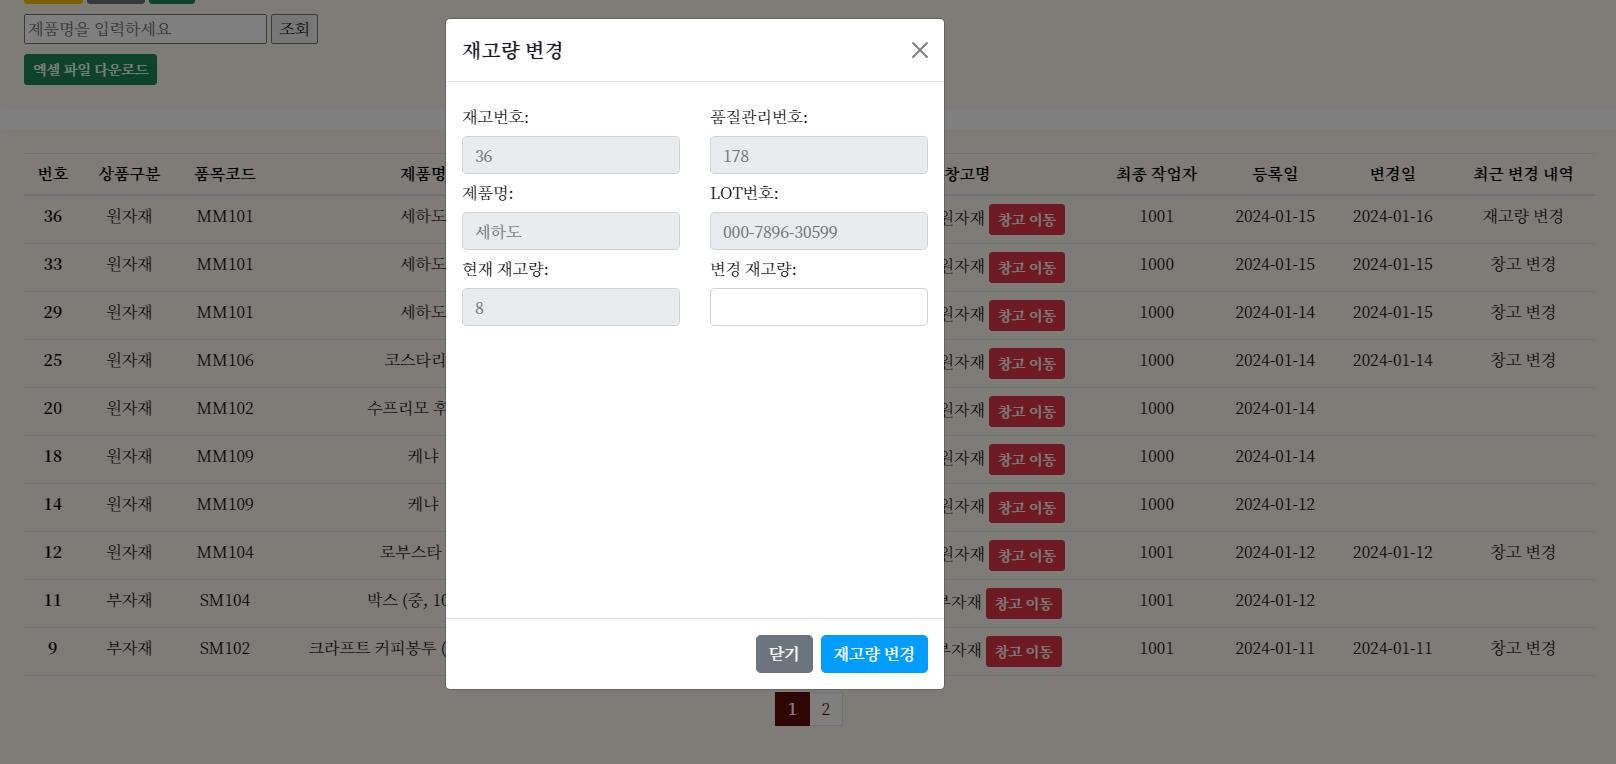 제품명을 입력하세요 조회
엑셀 파일 다운로드
재고량 변경
재고번호: 품질관리번호:
36 178
제품명: LOT번호:
세하도 000-7896-30599
현재 재고량: 변경 재고량:
8
닫기 재고량 변경
번호 상품구분 품목코드 제품명 창고명 최종 작업자 등록일 변경일 최근 변경 내역
36 원자재 MM101 세하도 원자재 창고 이동 1001 2024-01-15 2024-01-16 재고량 변경
33 원자재 MM101 세하도 원자재 창고 이동 1000 2024-01-15 2024-01-15 창고 변경
29 원자재 MM101 세하도 원자재 창고 이동 1000 2024-01-14 2024-01-15 창고 변경
25 원자재 MM106 코스타리 원자재 창고 이동 1000 2024-01-14 2024-01-14 창고 변경
20 원자재 MM102 수프리모 원자재 창고 이동 1000 2024-01-14
18 원자재 MM109 케냐 원자재 창고 이동 1000 2024-01-14
14 원자재 MM109 케냐 원자재 창고 이동 1000 2024-01-12
12 원자재 MM104 로부스타 원자재 창고 이동 1001 2024-01-12 2024-01-12 창고 변경
11 부자재 SM104 박스 (중, 10 부자재 창고 이동 1001 2024-01-12
9 부자재 SM102 크라프트 커피봉투 ( 부자재 창고 이동 1001 2024-01-11 2024-01-11 창고 변경
1 2